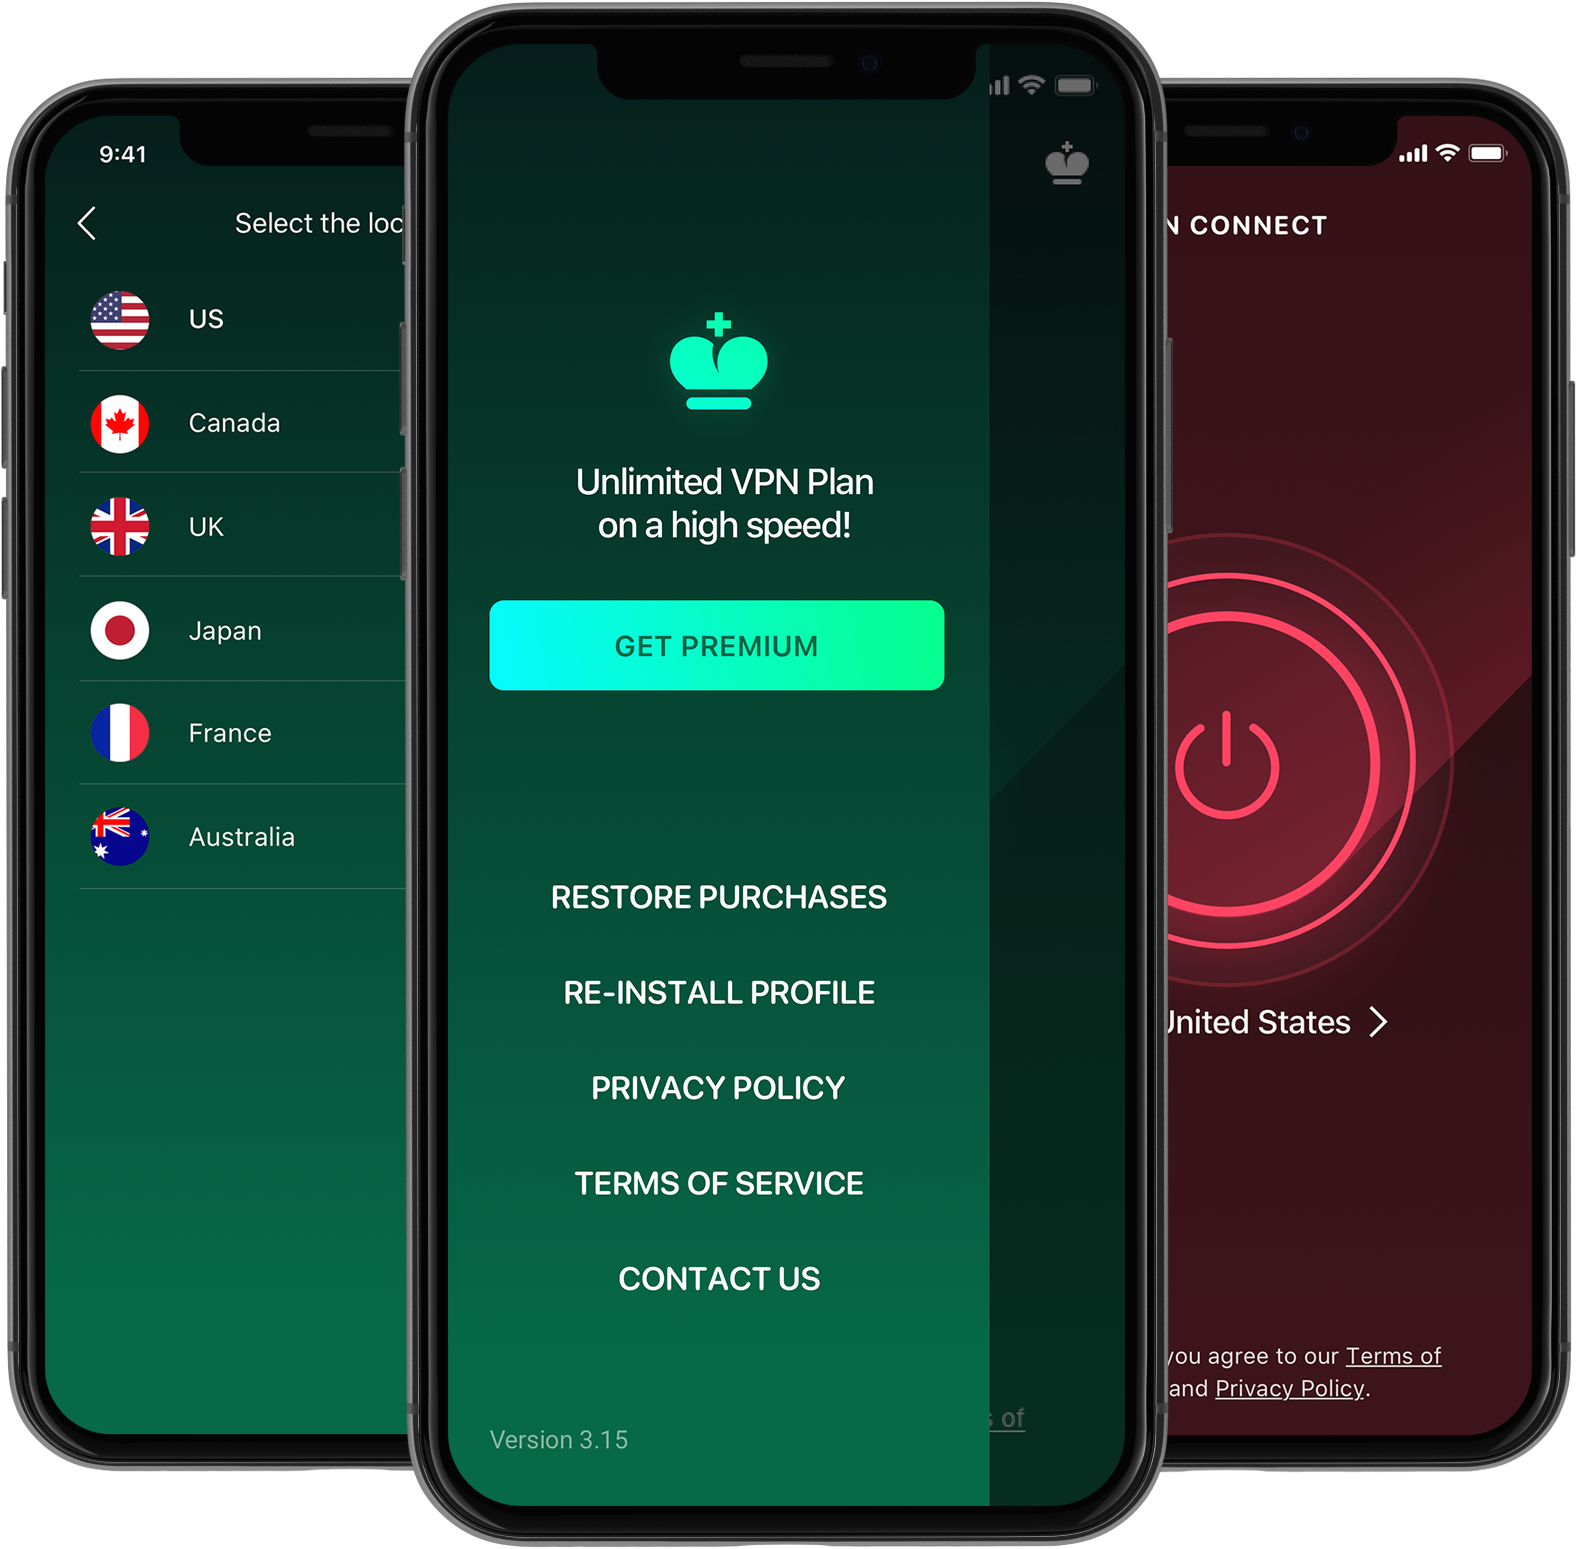 9:41
Select the loc
US
Canada
UK
Japan
France
Australia
Unlimited VPN Plan
on a high speed!
GET PREMIUM
RESTORE PURCHASES
RE-INSTALL PROFILE
PRIVACY POLICY
TERMS OF SERVICE
CONTACT US
Version 3.15
of
N CONNECT
United States
you agree to our Terms of
and Privacy Policy.